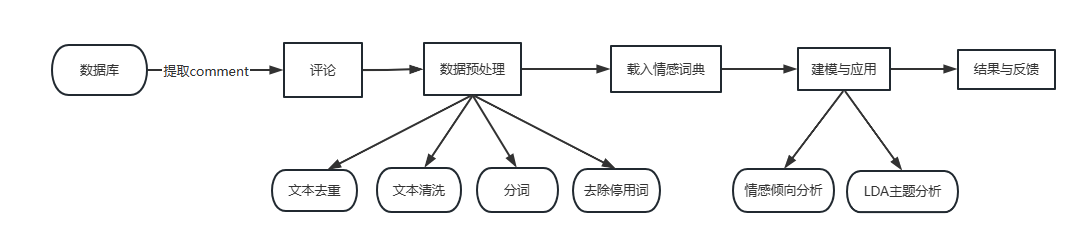 数据库
提取comment
评论
数据预处理
载入情感词典
建模与应用
结果与反馈
文本去重
文本清洗
分词
去除停用词
情感倾向分析
LDA主题分析